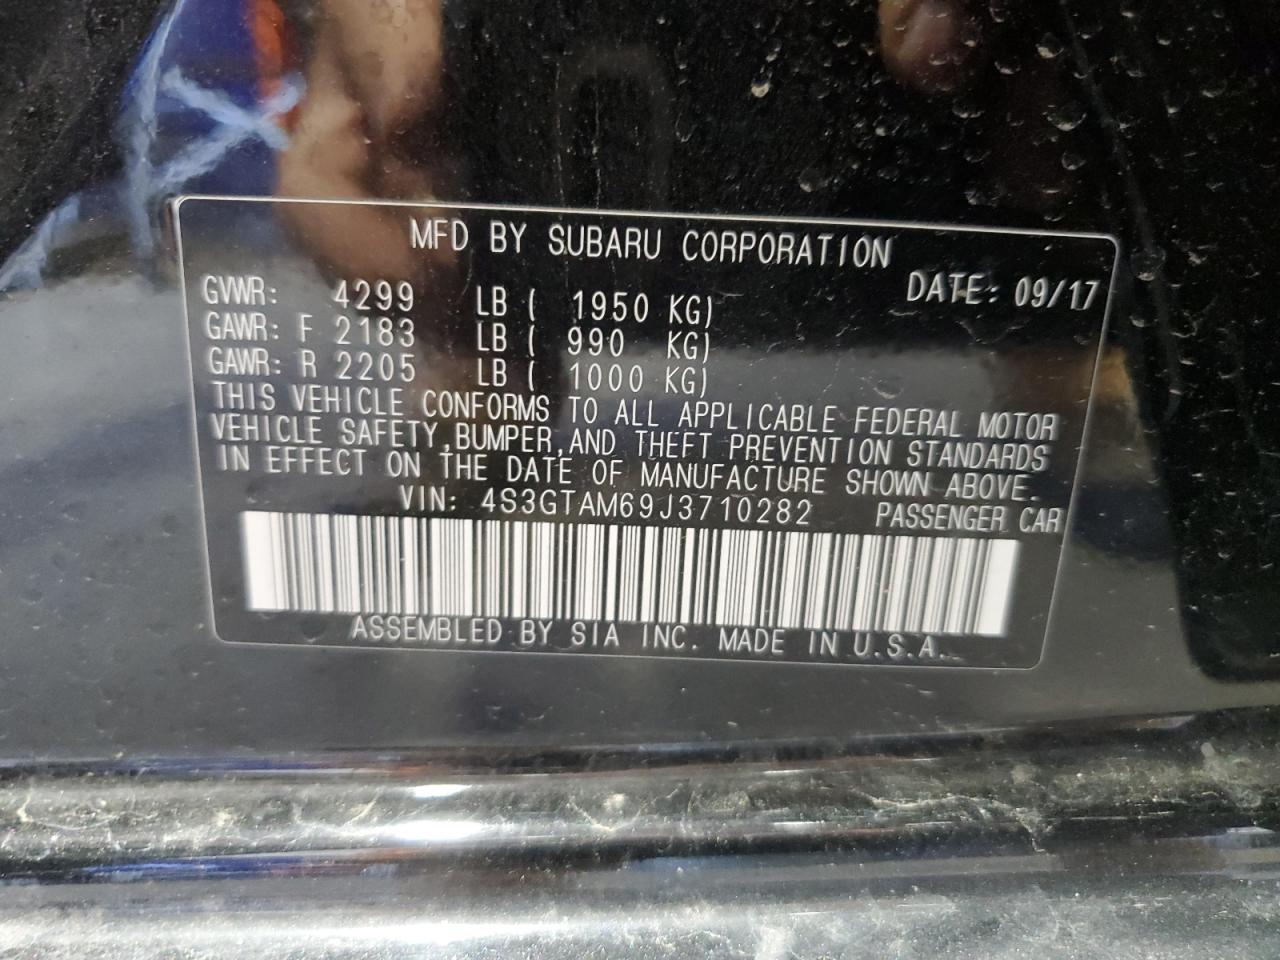 MFD BY SUBARU CORPORATION
DATE: 09/17
GVWR: 4299 LB ( 1950 KG)
GAWR: F 2183 LB ( 990 KG)
GAWR: R 2205 LB ( 1000 KG)
THIS VEHICLE CONFORMS TO ALL APPLICABLE FEDERAL MOTOR
VEHICLE SAFETY, BUMPER, AND THEFT PREVENTION STANDARDS
IN EFFECT ON THE DATE OF MANUFACTURE SHOWN ABOVE.
VIN: 4S3GTAM69J3710282 PASSENGER CAR
ASSEMBLED BY SIA INC. MADE IN U.S.A.